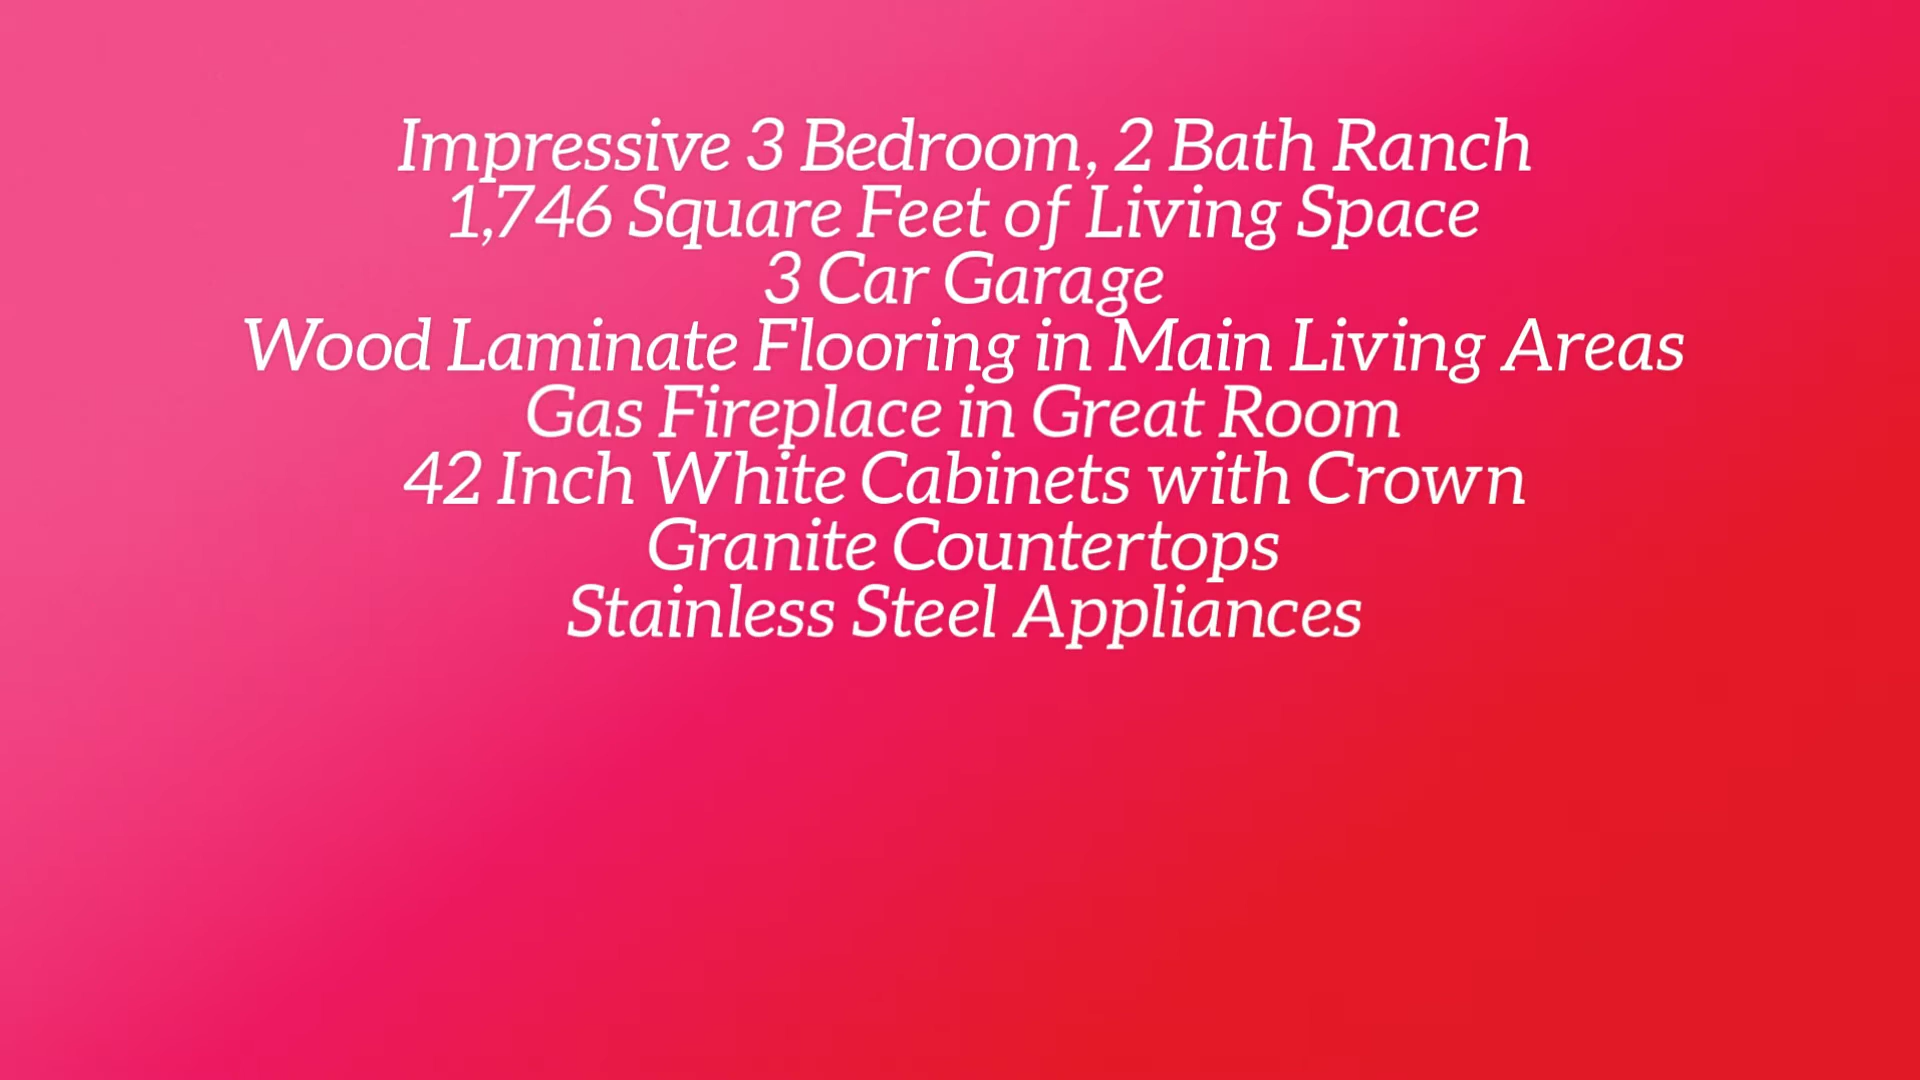 Impressive 3 Bedroom, 2 Bath Ranch
1,746 Square Feet of Living Space
3 Car Garage
Wood Laminate Flooring in Main Living Areas
Gas Fireplace in Great Room
42 Inch White Cabinets with Crown
Granite Countertops
Stainless Steel Appliances